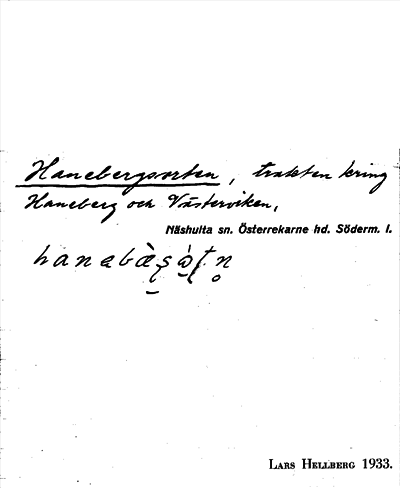 Hanebergsorten, trakten kring
Haneberg och Västerviken,
Näshulta sn. Österrekarne hd. Söderm. l.
LARS HELLBERG 1933.